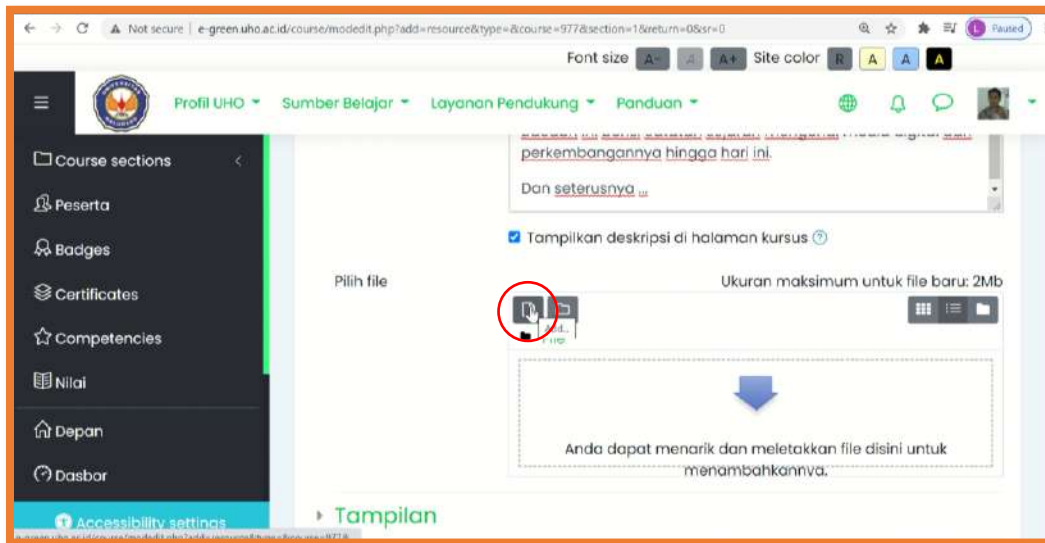 Not secure | e-green.uho.ac.id/course/modedit.php?add=resource&type=&course=977&section=1&return=0&sr=0
L Paused
Font size A- A A+ Site color R A A A
Profil UHO Sumber Belajar Layanan Pendukung Panduan
Course sections
Peserta
Badges
Certificates
Competencies
Nilai
Depan
Dasbor
Accessibility settings
perkembangannya hingga hari ini.
Dan seterusnya ...
Tampilkan deskripsi di halaman kursus
Pilih file
Ukuran maksimum untuk file baru: 2Mb
Add...
Anda dapat menarik dan meletakkan file disini untuk
menambahkannya.
Tampilan